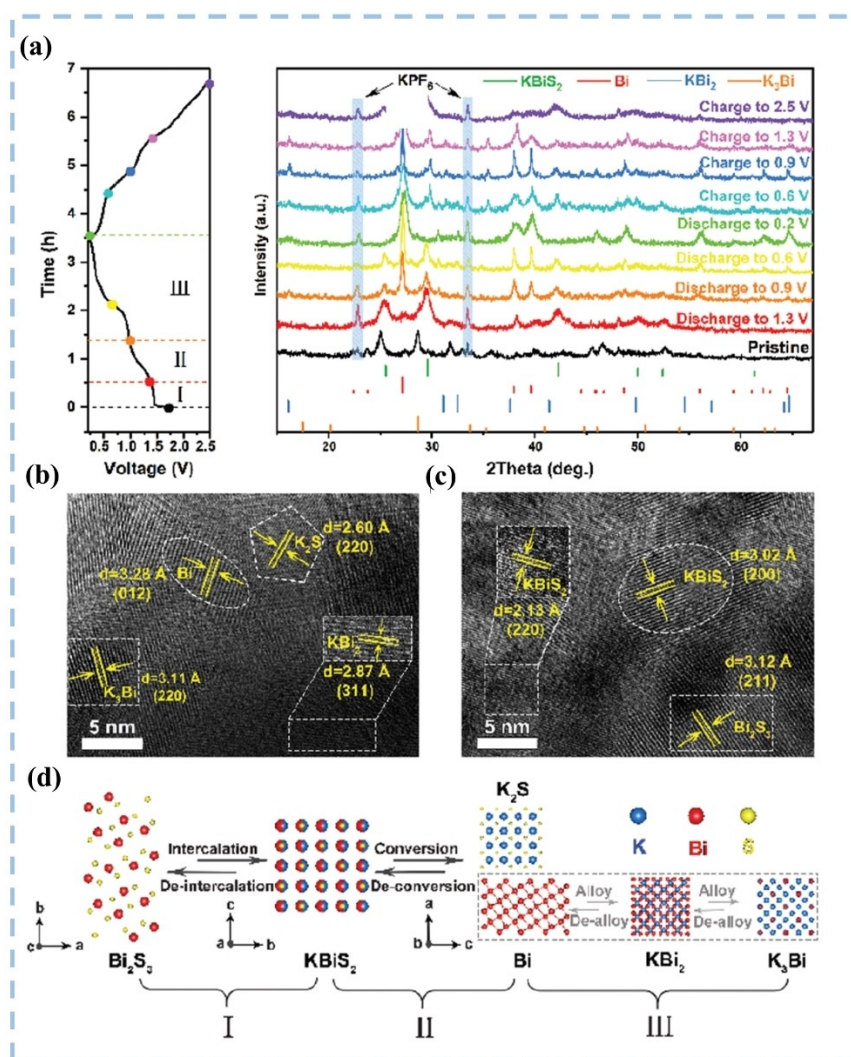 (a)
7
6
5
4
3
2
1
0
Time (h)
III
II
I
0.2 1.0 1.5 2.0 2.5
Voltage (V)
KPF6
KBiS2 Bi KBi2 K3Bi
Charge to 2.5 V
Charge to 1.3 V
Charge to 0.9 V
Charge to 0.6 V
Discharge to 0.2 V
Discharge to 0.6 V
Discharge to 0.9 V
Discharge to 1.3 V
Pristine
Intensity (a.u.)
20 30 40 50 60
2Theta (deg.)
(b)
d=3.28 Å
(012)
Bi
K2S
d=2.60 Å
(220)
K3Bi
d=3.11 Å
(220)
KBi2
d=2.87 Å
(311)
5 nm
(c)
KBiS2
d=2.13 Å
(220)
KBiS2
d=3.02 Å
(200)
d=3.12 Å
(211)
Bi2S3
5 nm
(d)
K2S
K Bi S
Intercalation
De-intercalation
Conversion
De-conversion
Alloy
De-alloy
Alloy
De-alloy
b
c a
c
a b
a
b c
Bi2S3 KBiS2 Bi KBi2 K3Bi
I II III